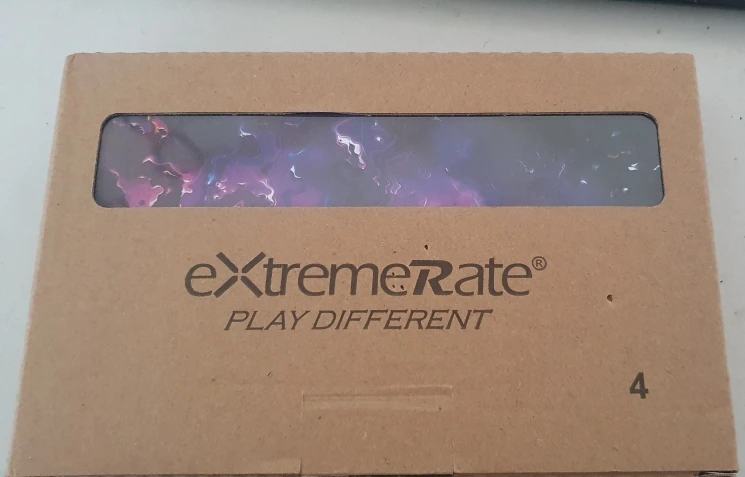 eXtremeRate®
PLAY DIFFERENT
4